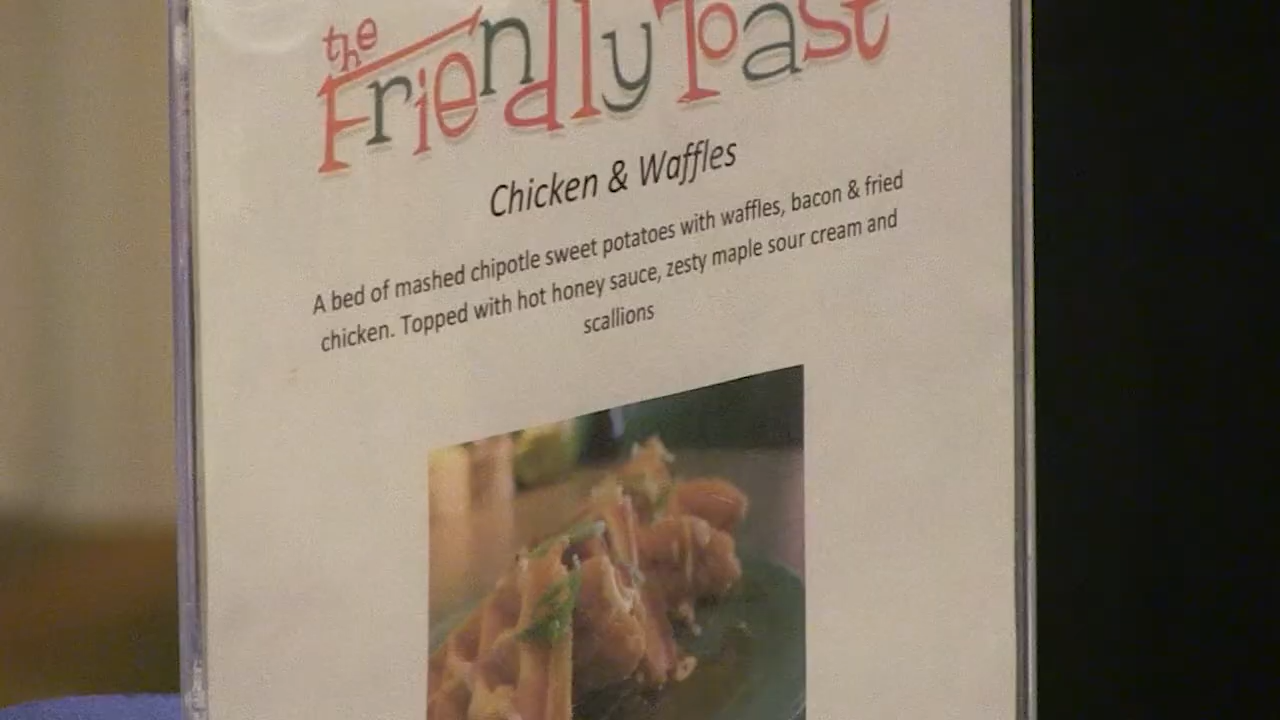 the
Friendly Toast
Chicken & Waffles
A bed of mashed chipotle sweet potatoes with waffles, bacon & fried
chicken. Topped with hot honey sauce, zesty maple sour cream and
scallions